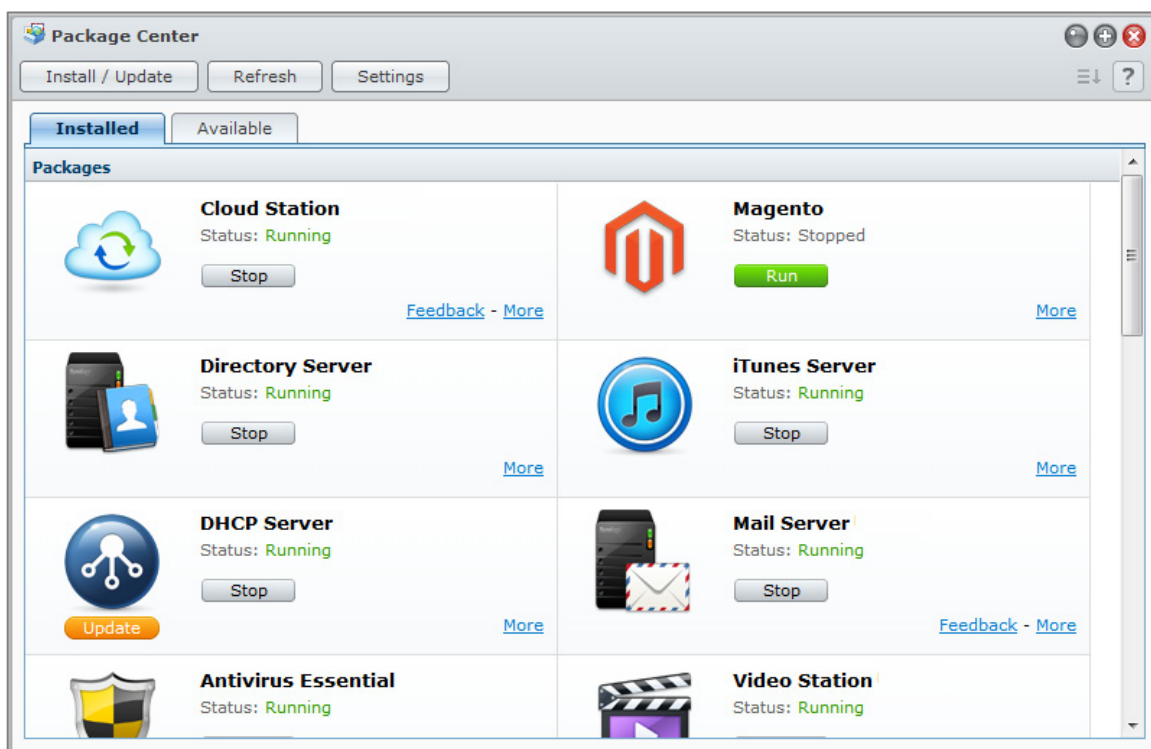 Package Center
Install / Update
Refresh
Settings
?
Installed
Available
Packages
Cloud Station
Status: Running
Stop
Feedback - More
Magento
Status: Stopped
Run
More
Directory Server
Status: Running
Stop
More
iTunes Server
Status: Running
Stop
More
DHCP Server
Status: Running
Stop
Update
More
Mail Server
Status: Running
Stop
Feedback - More
Antivirus Essential
Status: Running
Video Station
Status: Running